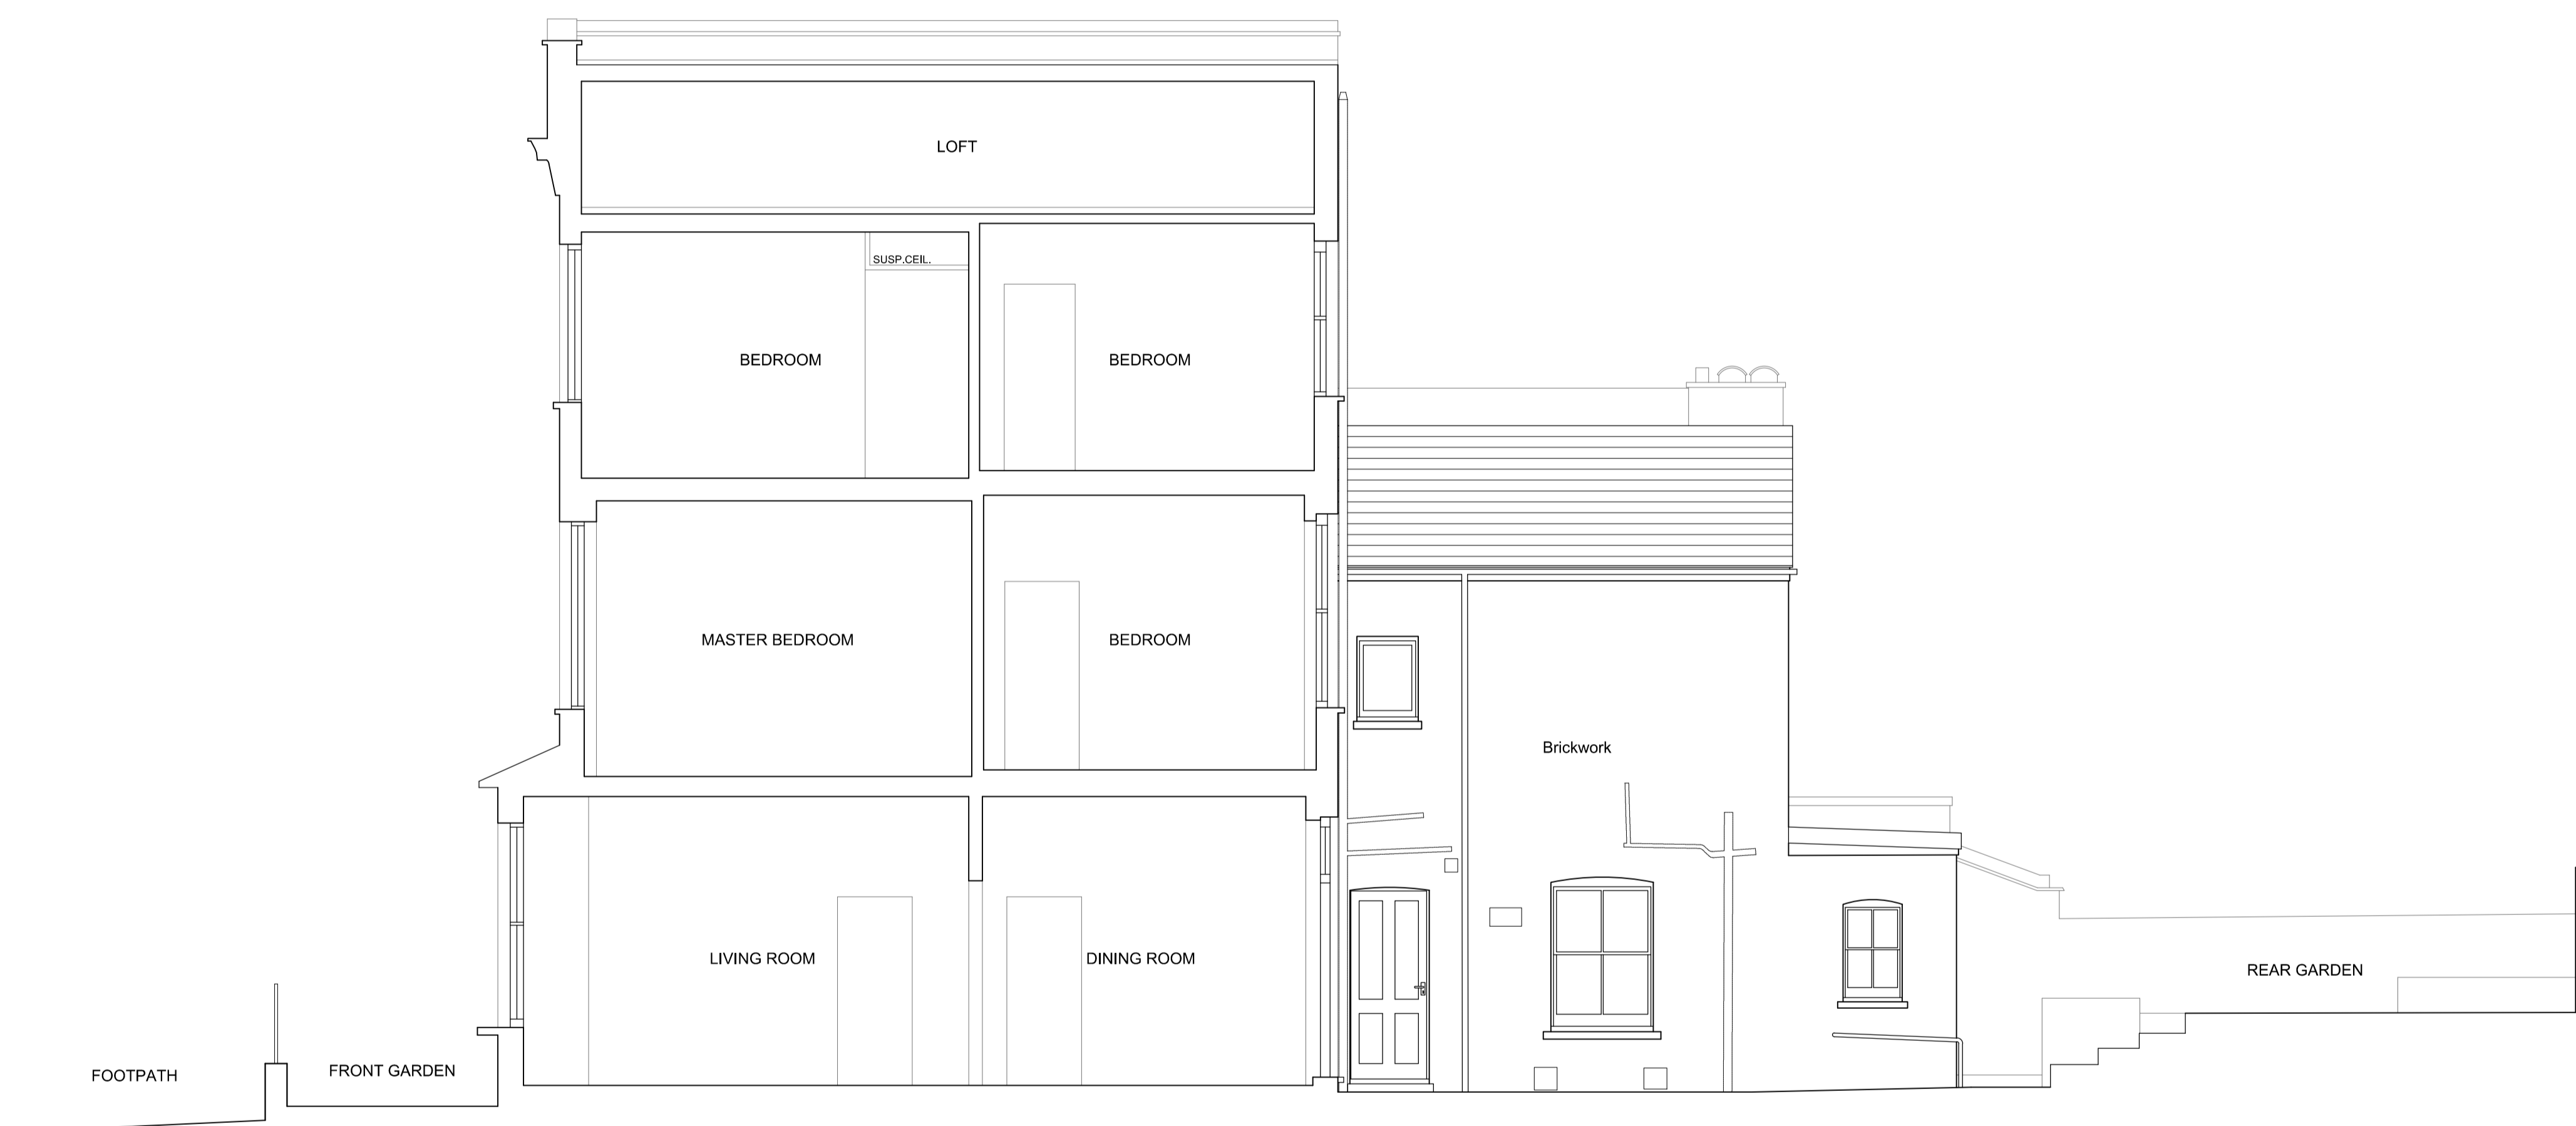 LOFT
SUSP.CEIL.
BEDROOM
BEDROOM
MASTER BEDROOM
BEDROOM
Brickwork
LIVING ROOM
DINING ROOM
REAR GARDEN
FOOTPATH
FRONT GARDEN